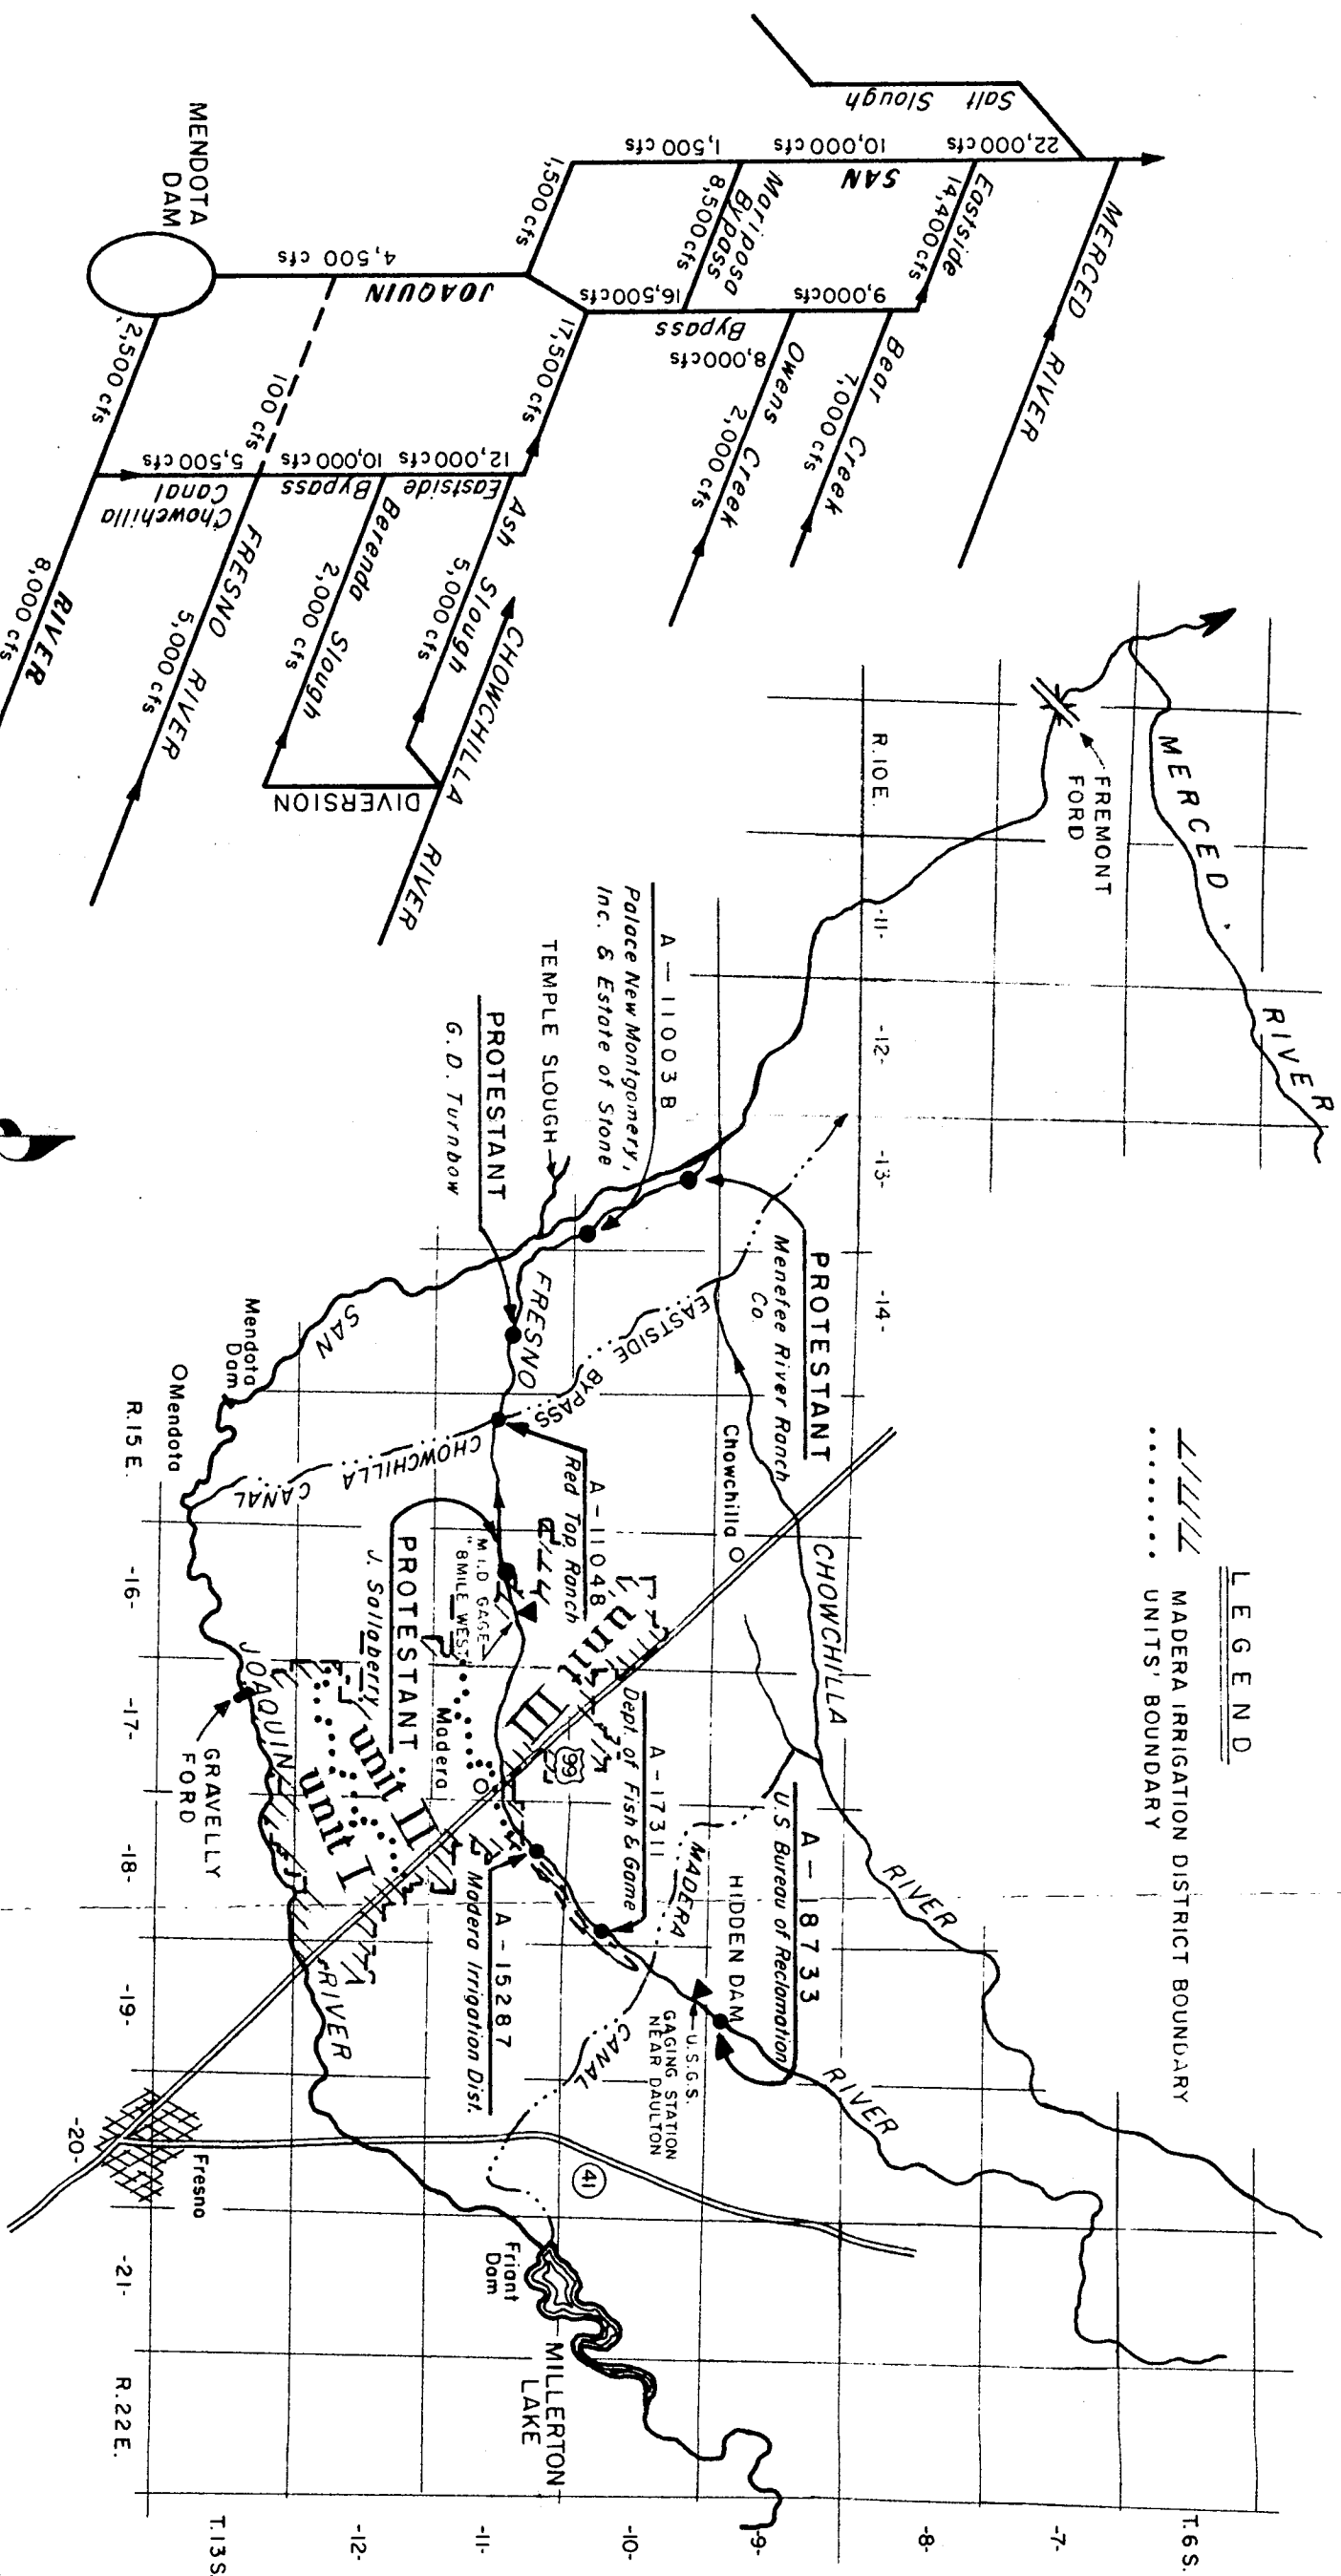 LEGEND
MADERA IRRIGATION DISTRICT BOUNDARY
UNITS' BOUNDARY
MERCED RIVER
FREMONT
FORD
R.10E.
-11-
-12-
-13-
-14-
R.15E.
-16-
-17-
-18-
-19-
-20-
-21-
R.22E.
T.6S.
-7-
-8-
-9-
-10-
-11-
-12-
T.13S.
A-11003B
Palace New Montgomery,
Inc. & Estate of Stone
TEMPLE SLOUGH
PROTESTANT
G. D. Turnbow
PROTESTANT
Menefee River Ranch
Co.
Chowchilla
CHOWCHILLA RIVER
EASTSIDE BYPASS
FRESNO RIVER
A-11048
Red Top Ranch
CHOWCHILLA CANAL
SAN JOAQUIN RIVER
Mendota
Dam
Mendota
M.I.D. GAGE
"8MILE WEST"
PROTESTANT
J. Sallaberry
unit III
unit II
unit I
Madera
99
GRAVELLY
FORD
A-17311
Dept. of Fish & Game
A-18733
U.S Bureau of Reclamation
HIDDEN DAM
U.S.G.S.
GAGING STATION
NEAR DAULTON
MADERA CANAL
A-15287
Madera Irrigation Dist.
41
Fresno
Friant
Dam
MILLERTON
LAKE
MERCED RIVER
Salt Slough
22,000 cfs
SAN
10,000 cfs
1,500 cfs
1,500 cfs
Eastside
14,400 cfs
Mariposa
Bypass
8,500 cfs
9,000 cfs
16,500 cfs
Bypass
8,000 cfs
Bear Creek
7,000 cfs
Owens Creek
2,000 cfs
17,500 cfs
JOAQUIN
4,500 cfs
MENDOTA
DAM
2,500 cfs
100 cfs
12,000 cfs
Eastside
10,000 cfs
Bypass
5,500 cfs
Chowchilla
Canal
Ash Slough
5,000 cfs
Berenda Slough
2,000 cfs
CHOWCHILLA RIVER
DIVERSION
FRESNO RIVER
5,000 cfs
RIVER
8,000 cfs